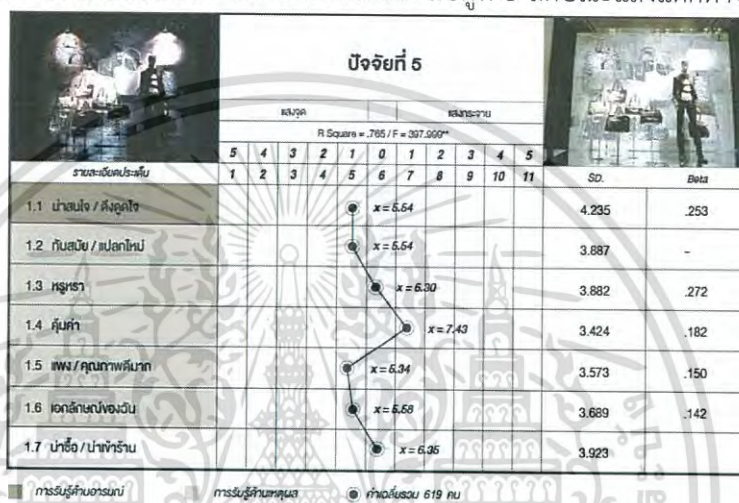 ปัจจัยที่ 5
แสงจุด แสงกระจาย
R Square = .765 / F = 397.999**
5 4 3 2 1 0 1 2 3 4 5
รายละเอียดประเด็น 1 2 3 4 5 6 7 8 9 10 11 SD. Beta
1.1 น่าสนใจ / ดึงดูดใจ x = 5.54 4.235 .253
1.2 ทันสมัย / แปลกใหม่ x = 5.54 3.887 -
1.3 หรูหรา x = 6.30 3.882 .272
1.4 คุ้มค่า x = 7.43 3.424 .182
1.5 แพง / คุณภาพดีมาก x = 5.34 3.573 .150
1.6 เอกลักษณ์ของฉัน x = 5.58 3.689 .142
1.7 น่าซื้อ / น่าเข้าร้าน x = 6.35 3.923
การรับรู้ด้านอารมณ์ การรับรู้ด้านเหตุผล ค่าเฉลี่ยรวม 619 คน